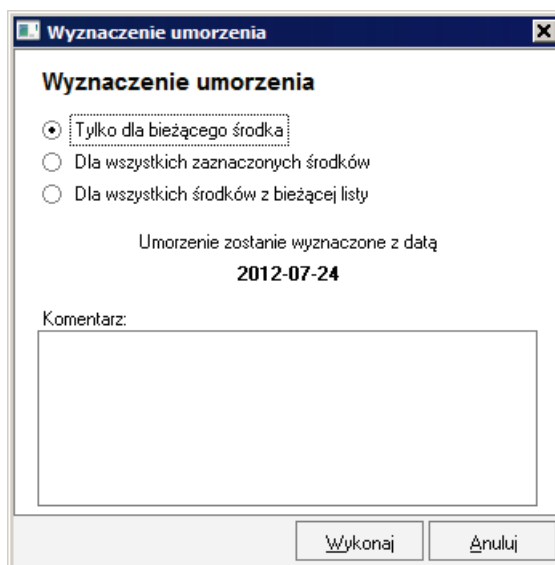 Wyznaczenie umorzenia
Wyznaczenie umorzenia
Tylko dla bieżącego środka
Dla wszystkich zaznaczonych środków
Dla wszystkich środków z bieżącej listy
Umorzenie zostanie wyznaczone z datą
2012-07-24
Komentarz:
Wykonaj
Anuluj